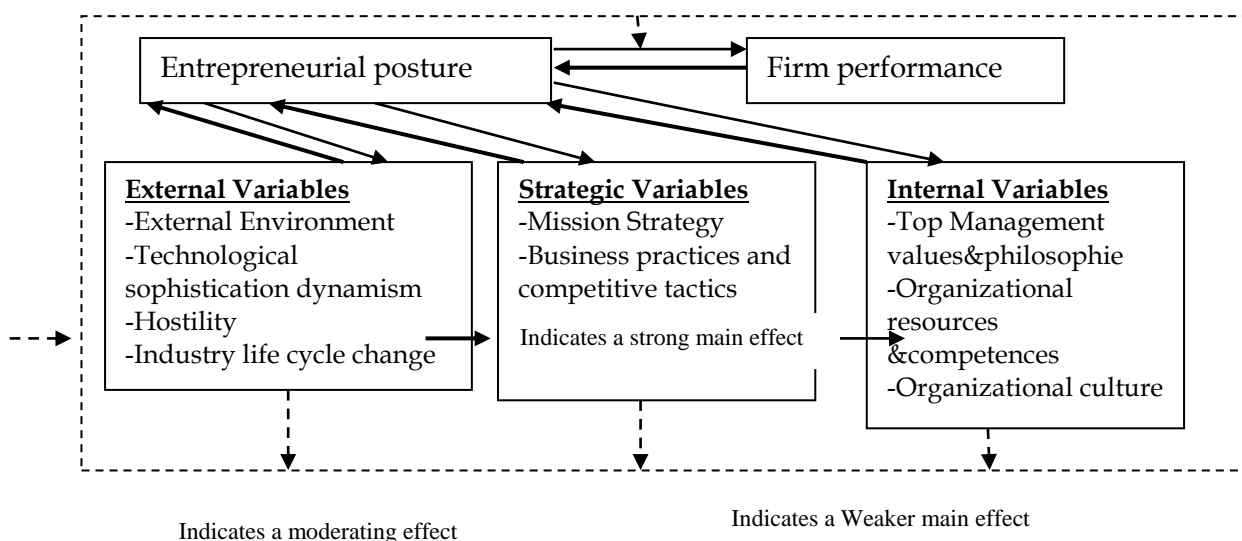 Entrepreneurial posture
Firm performance
External Variables
-External Environment
-Technological
sophistication dynamism
-Hostility
-Industry life cycle change
Strategic Variables
-Mission Strategy
-Business practices and
competitive tactics
Indicates a strong main effect
Internal Variables
-Top Management
values&philosophie
-Organizational
resources
&competences
-Organizational culture
Indicates a moderating effect
Indicates a Weaker main effect